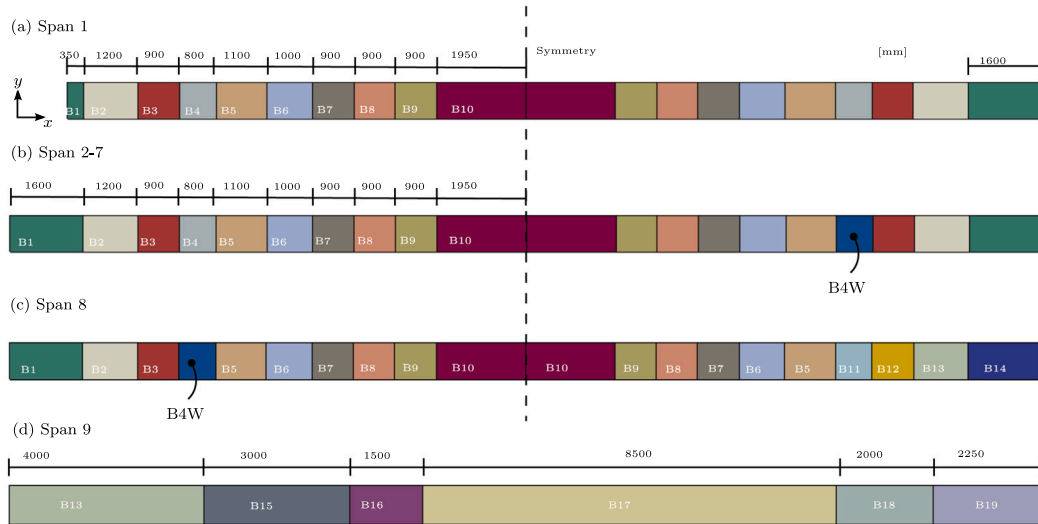 (a) Span 1
Symmetry [mm]
350 1200 900 800 1100 1000 900 900 900 1950 1600
y
B1 B2 B3 B4 B5 B6 B7 B8 B9 B10
x
(b) Span 2-7
1600 1200 900 800 1100 1000 900 900 900 1950
B1 B2 B3 B4 B5 B6 B7 B8 B9 B10
B4W
(c) Span 8
B1 B2 B3 B5 B6 B7 B8 B9 B10 B10 B9 B8 B7 B6 B5 B11 B12 B13 B14
B4W
(d) Span 9
4000 3000 1500 8500 2000 2250
B13 B15 B16 B17 B18 B19